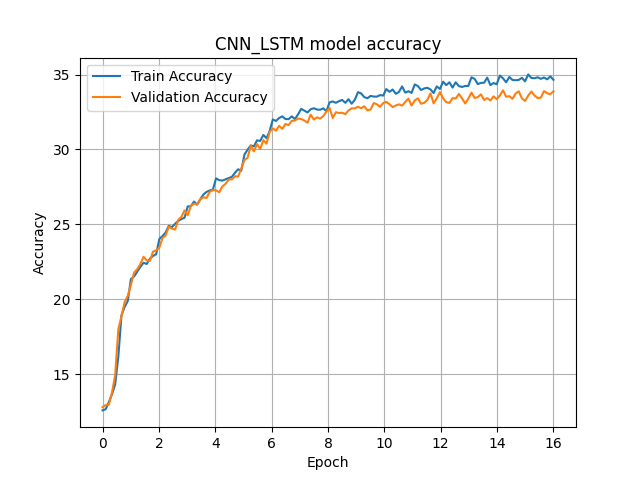 CNN_LSTM model accuracy
Train Accuracy
Validation Accuracy
Accuracy
35
30
25
20
15
0 2 4 6 8 10 12 14 16
Epoch